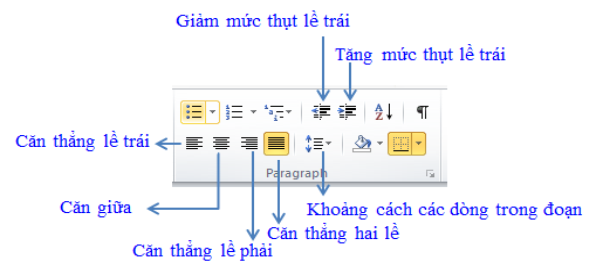 Giảm mức thụt lề trái
Tăng mức thụt lề trái
Căn thẳng lề trái
Paragraph
Căn giữa
Khoảng cách các dòng trong đoạn
Căn thẳng hai lề
Căn thẳng lề phải